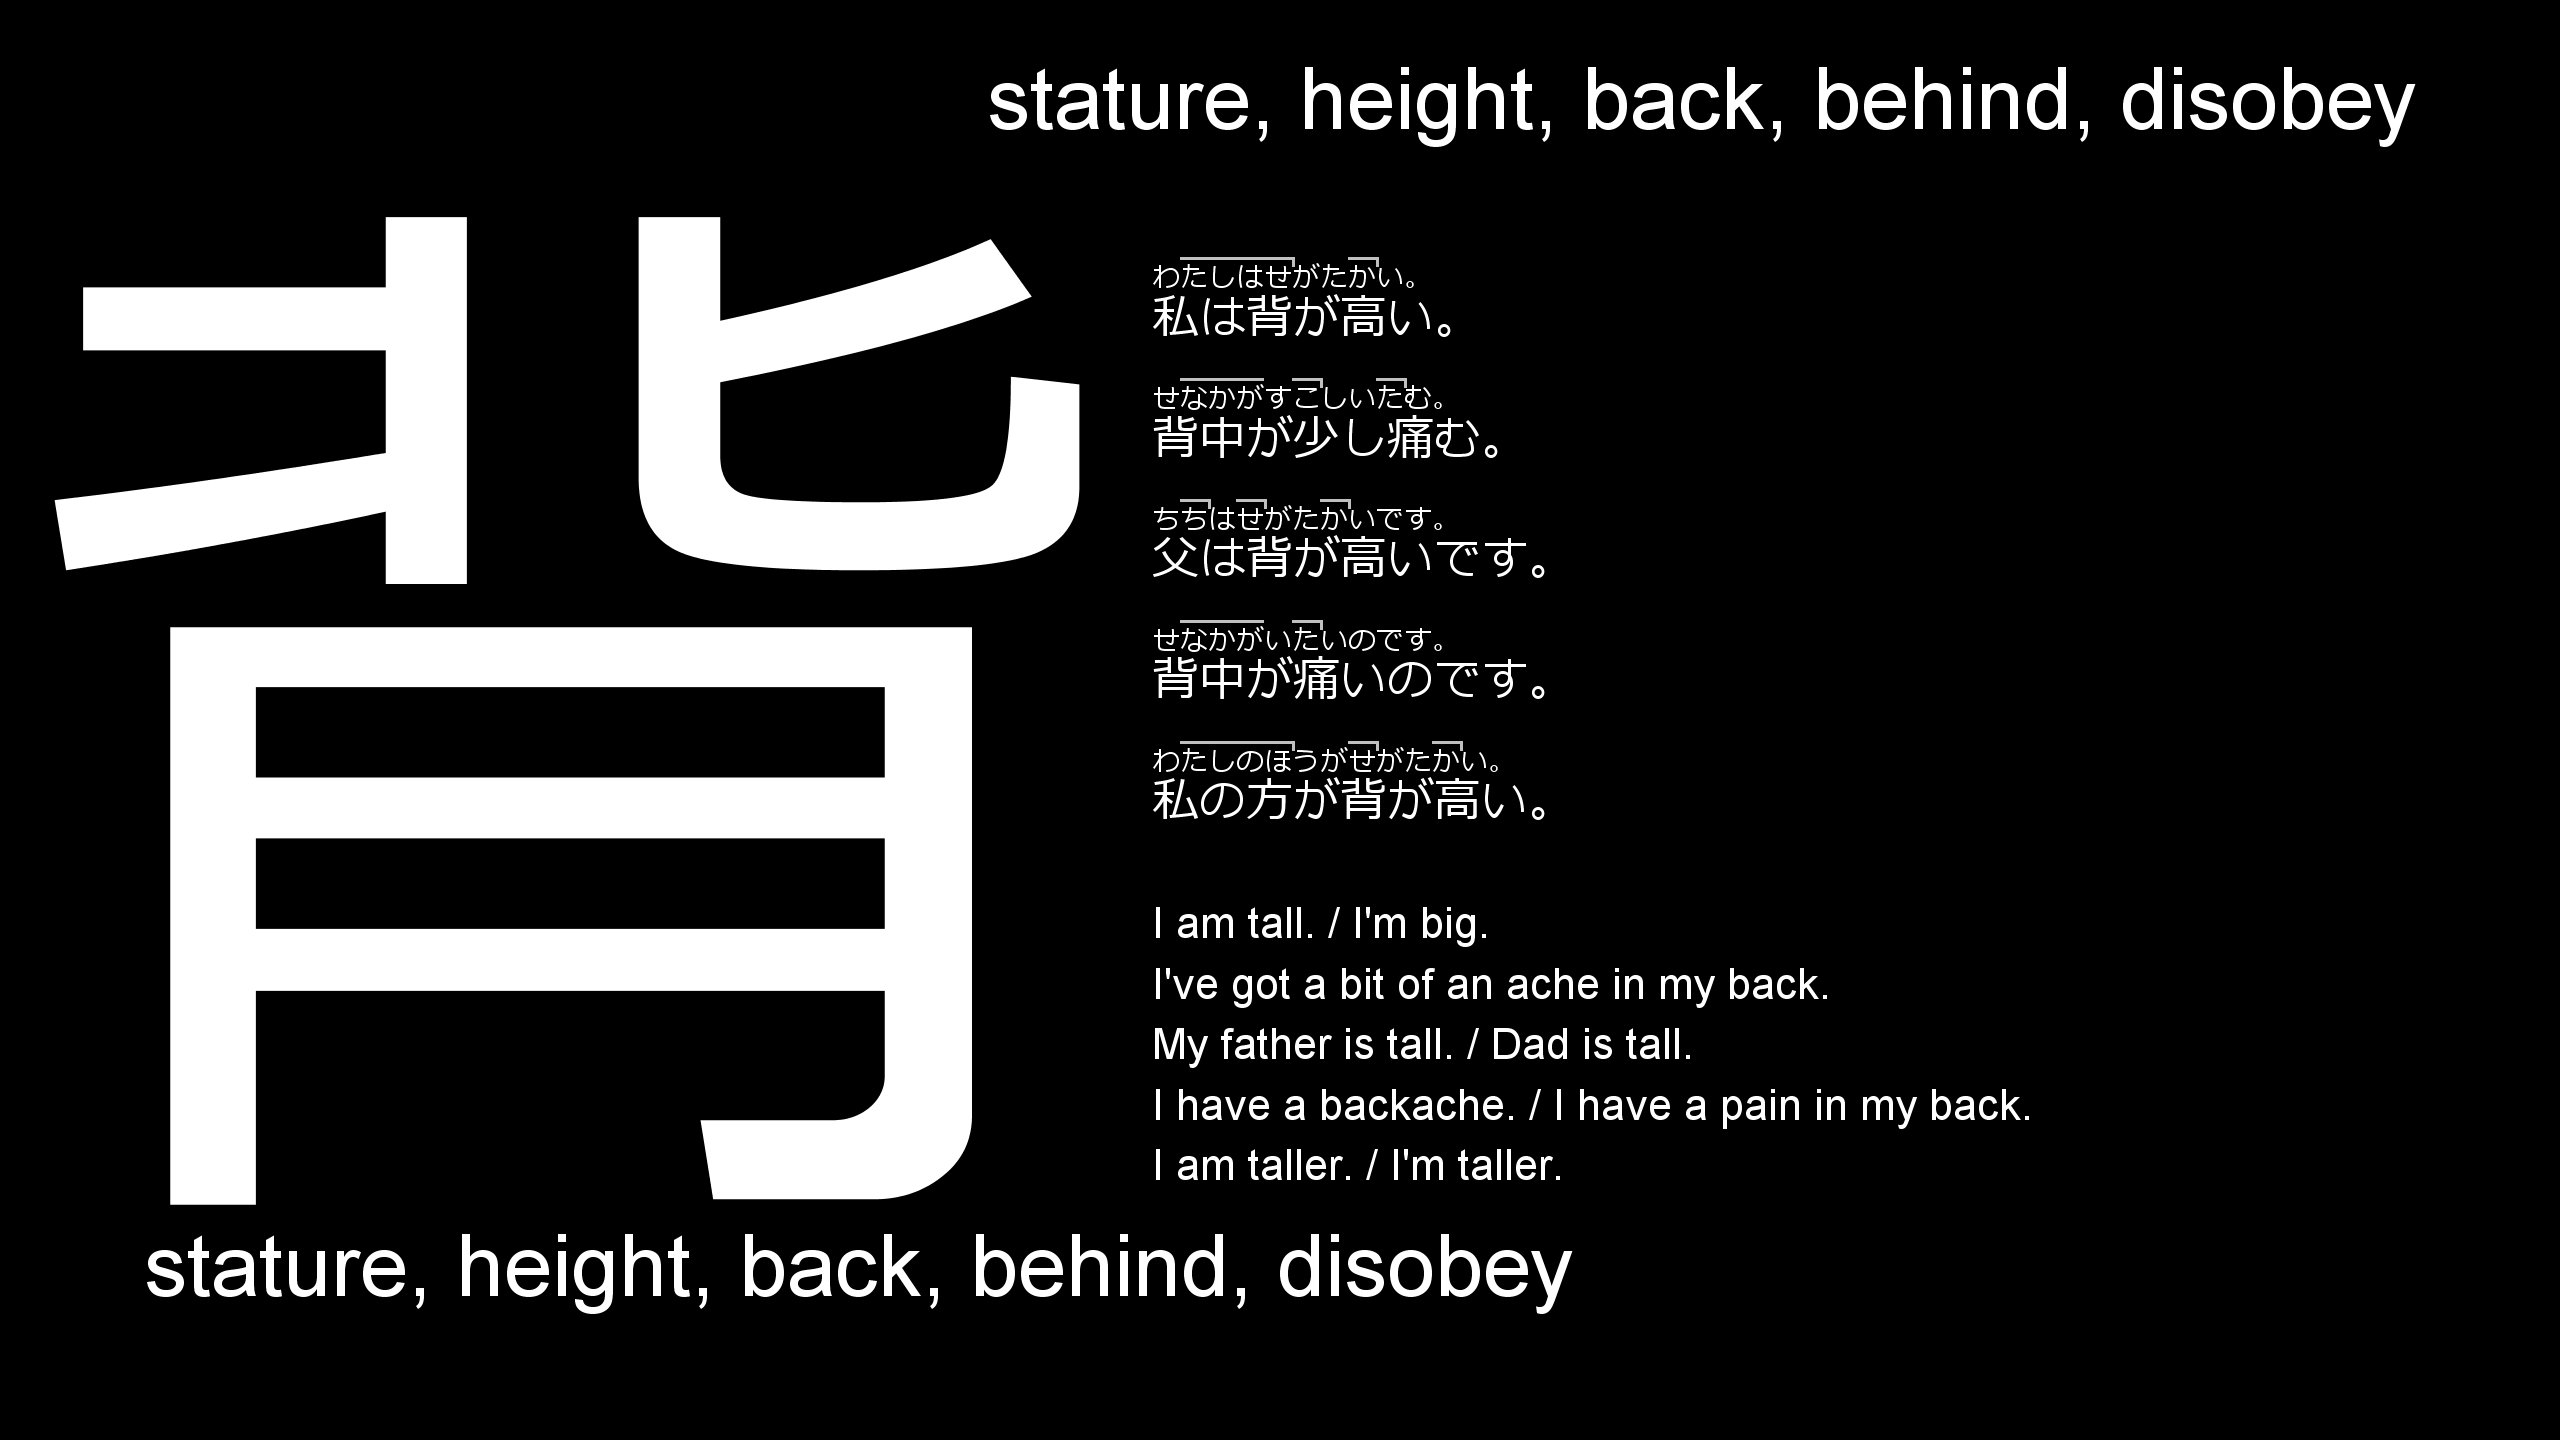 stature, height, back, behind, disobey
背
わたしはせがたかい。
私は背が高い。
せなかがすこしいたむ。
背中が少し痛む。
ちちはせがたかいです。
父は背が高いです。
せなかがいたいのです。
背中が痛いのです。
わたしのほうがせがたかい。
私の方が背が高い。
I am tall. / I'm big.
I've got a bit of an ache in my back.
My father is tall. / Dad is tall.
I have a backache. / I have a pain in my back.
I am taller. / I'm taller.
stature, height, back, behind, disobey